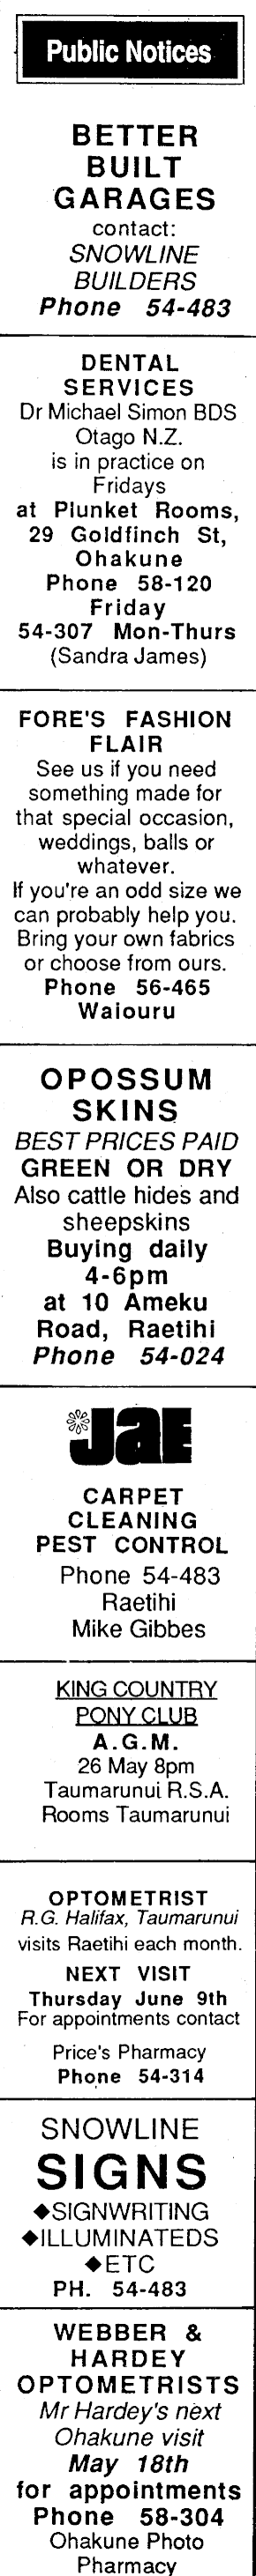 Public Notices
BETTER
BUILT
GARAGES
contact:
SNOWLINE
BUILDERS
Phone 54-483
DENTAL
SERVICES
Dr Michael Simon BDS
Otago N.Z.
is in practice on
Fridays
at Plunket Rooms,
29 Goldfinch St,
Ohakune
Phone 58-120
Friday
54-307 Mon-Thurs
(Sandra James)
FORE'S FASHION
FLAIR
See us if you need
something made for
that special occasion,
weddings, balls or
whatever.
If you're an odd size we
can probably help you.
Bring your own fabrics
or choose from ours.
Phone 56-465
Waiouru
OPOSSUM
SKINS
BEST PRICES PAID
GREEN OR DRY
Also cattle hides and
sheepskins
Buying daily
4-6pm
at 10 Ameku
Road, Raetihi
Phone 54-024
JaE
CARPET
CLEANING
PEST CONTROL
Phone 54-483
Raetihi
Mike Gibbes
KING COUNTRY
PONY CLUB
A.G.M.
26 May 8pm
Taumarunui R.S.A.
Rooms Taumarunui
OPTOMETRIST
R.G. Halifax, Taumarunui
visits Raetihi each month.
NEXT VISIT
Thursday June 9th
For appointments contact
Price's Pharmacy
Phone 54-314
SNOWLINE
SIGNS
◆SIGNWRITING
◆ILLUMINATEDS
◆ETC
PH. 54-483
WEBBER &
HARDEY
OPTOMETRISTS
Mr Hardey's next
Ohakune visit
May 18th
for appointments
Phone 58-304
Ohakune Photo
Pharmacy